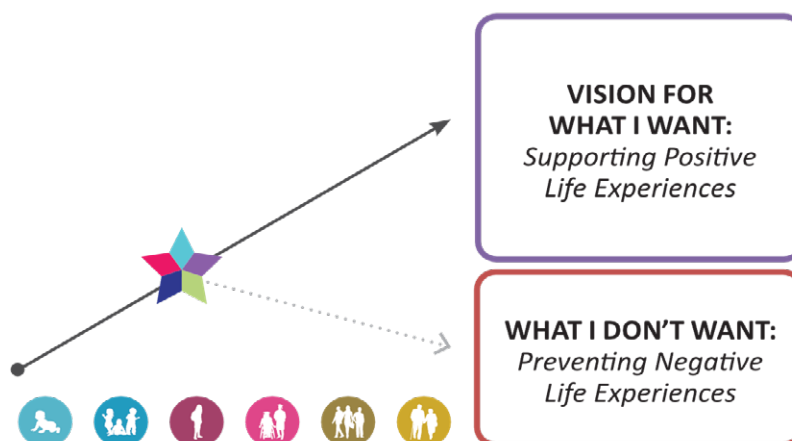 VISION FOR
WHAT I WANT:
Supporting Positive
Life Experiences
WHAT I DON’T WANT:
Preventing Negative
Life Experiences